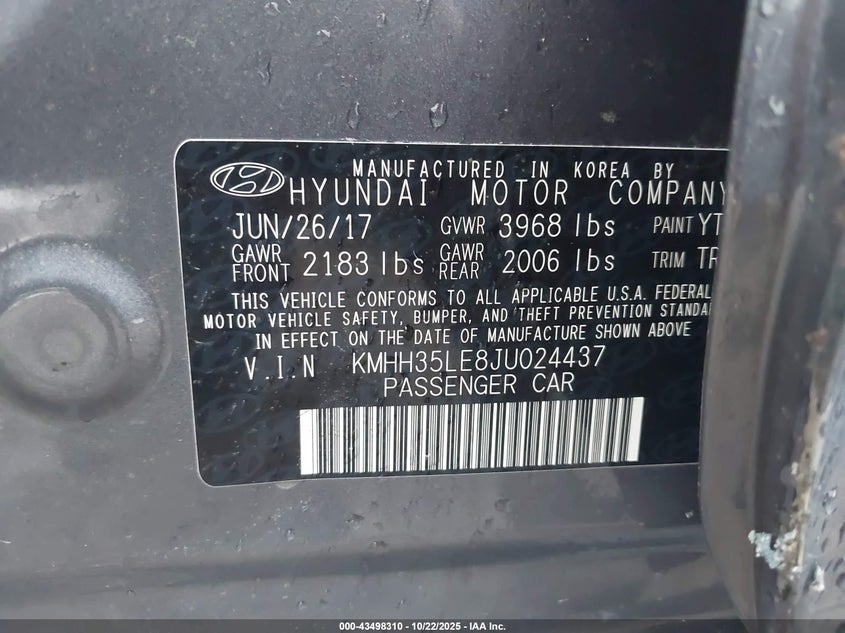 MANUFACTURED IN KOREA BY
HYUNDAI MOTOR COMPANY
JUN/26/17 GVWR 3968 lbs PAINT YT
GAWR FRONT 2183 lbs GAWR REAR 2006 lbs TRIM TR
THIS VEHICLE CONFORMS TO ALL APPLICABLE U.S.A. FEDERAL
MOTOR VEHICLE SAFETY, BUMPER, AND THEFT PREVENTION STANDA
IN EFFECT ON THE DATE OF MANUFACTURE SHOWN ABOVE
V.I.N KMHH35LE8JU024437
PASSENGER CAR
000-43498310 - 10/22/2025 - IAA Inc.